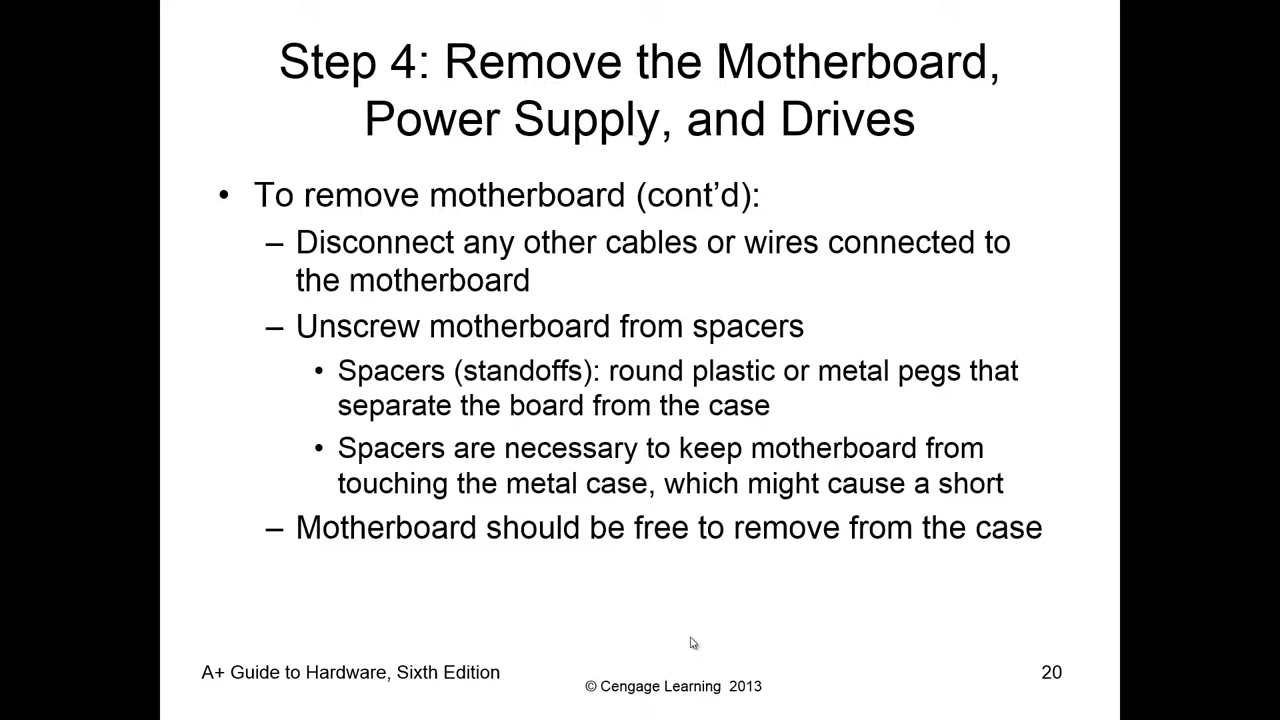 Step 4: Remove the Motherboard,
Power Supply, and Drives
• To remove motherboard (cont’d):
– Disconnect any other cables or wires connected to
the motherboard
– Unscrew motherboard from spacers
• Spacers (standoffs): round plastic or metal pegs that
separate the board from the case
• Spacers are necessary to keep motherboard from
touching the metal case, which might cause a short
– Motherboard should be free to remove from the case
A+ Guide to Hardware, Sixth Edition
© Cengage Learning 2013
20